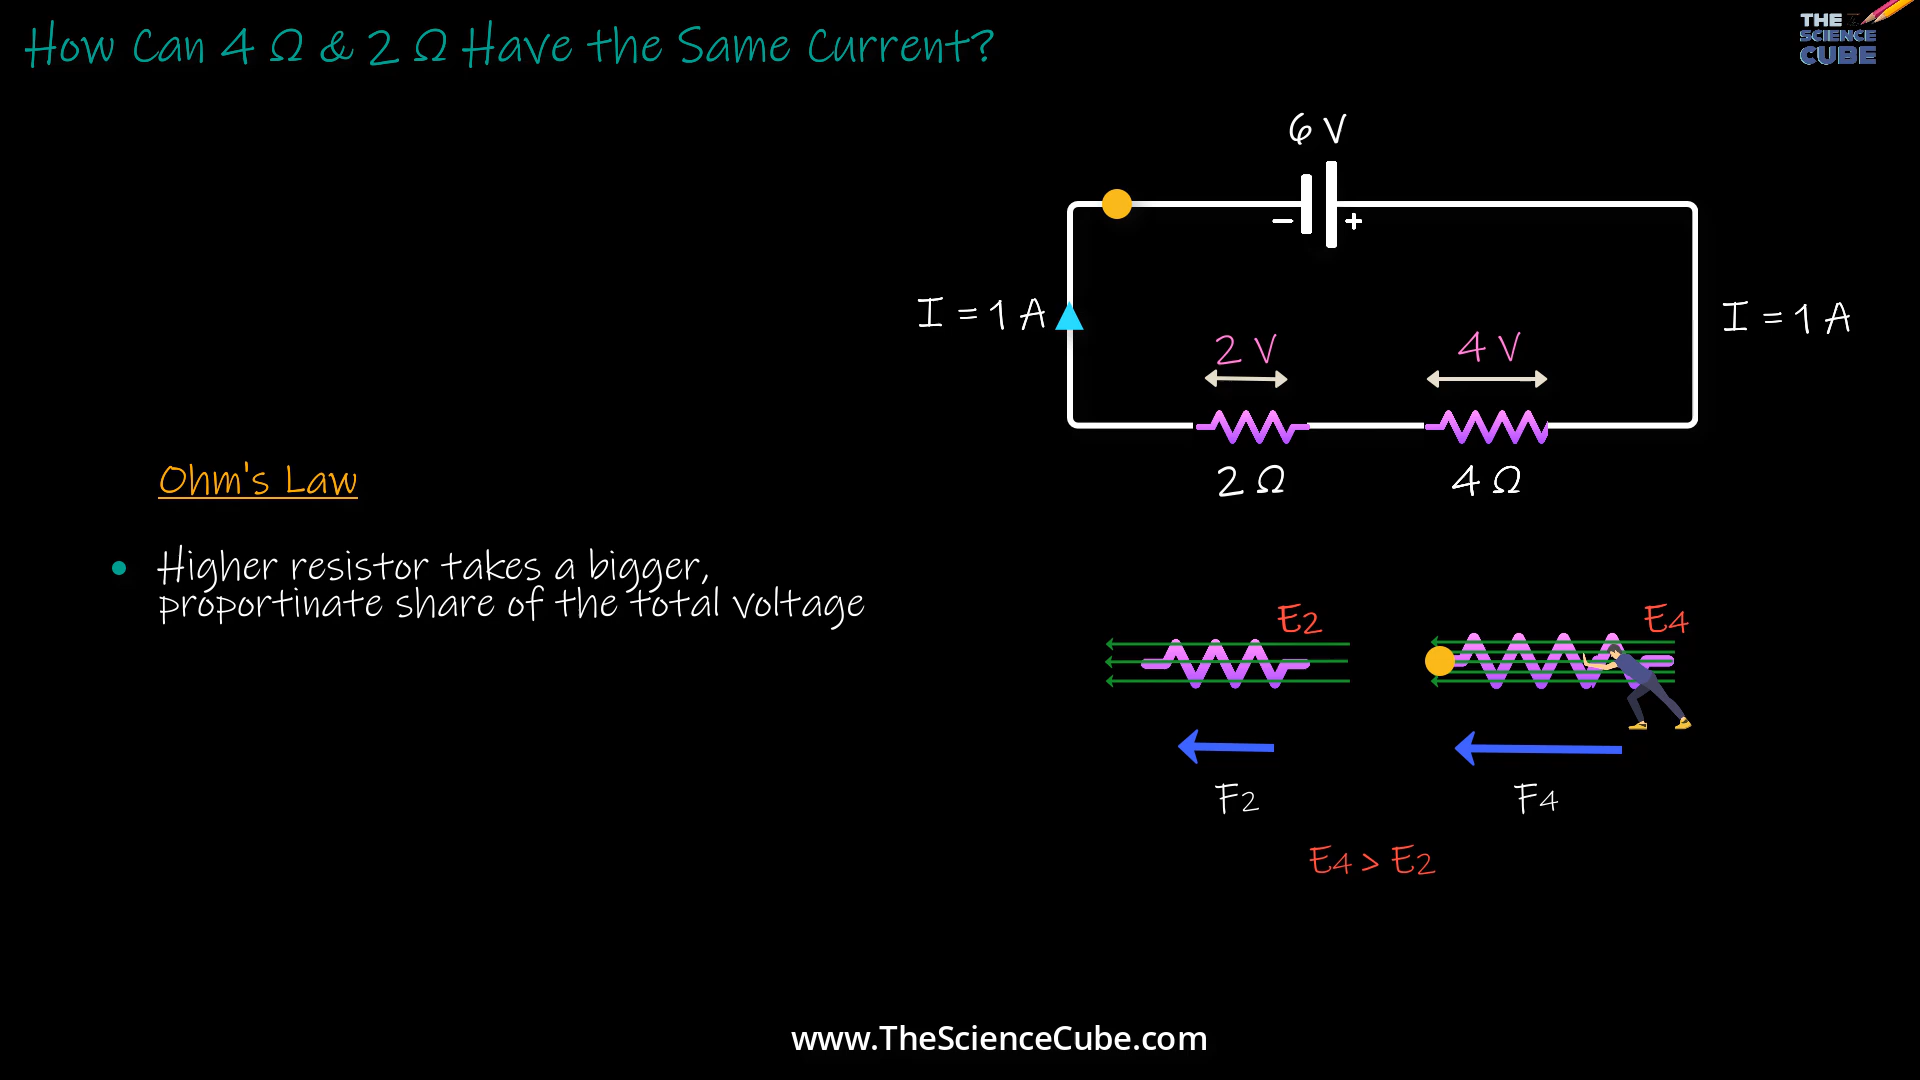 How Can 4 Ω & 2 Ω Have the Same Current?
THE
SCIENCE
CUBE
6 V
− +
I = 1 A
I = 1 A
2 V
4 V
2 Ω
4 Ω
Ohm's Law
• Higher resistor takes a bigger,
proportinate share of the total voltage
E2
E4
F2
F4
E4 > E2
www.TheScienceCube.com